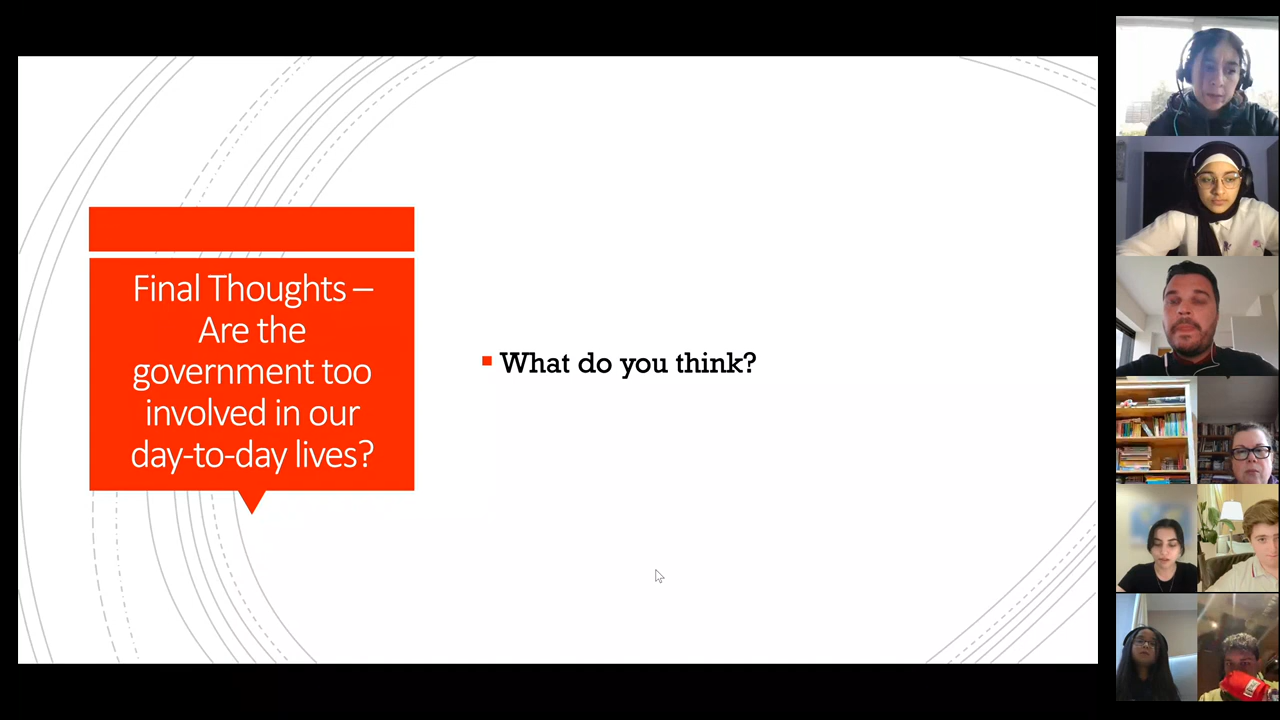 Final Thoughts –
Are the
government too
involved in our
day-to-day lives?
What do you think?